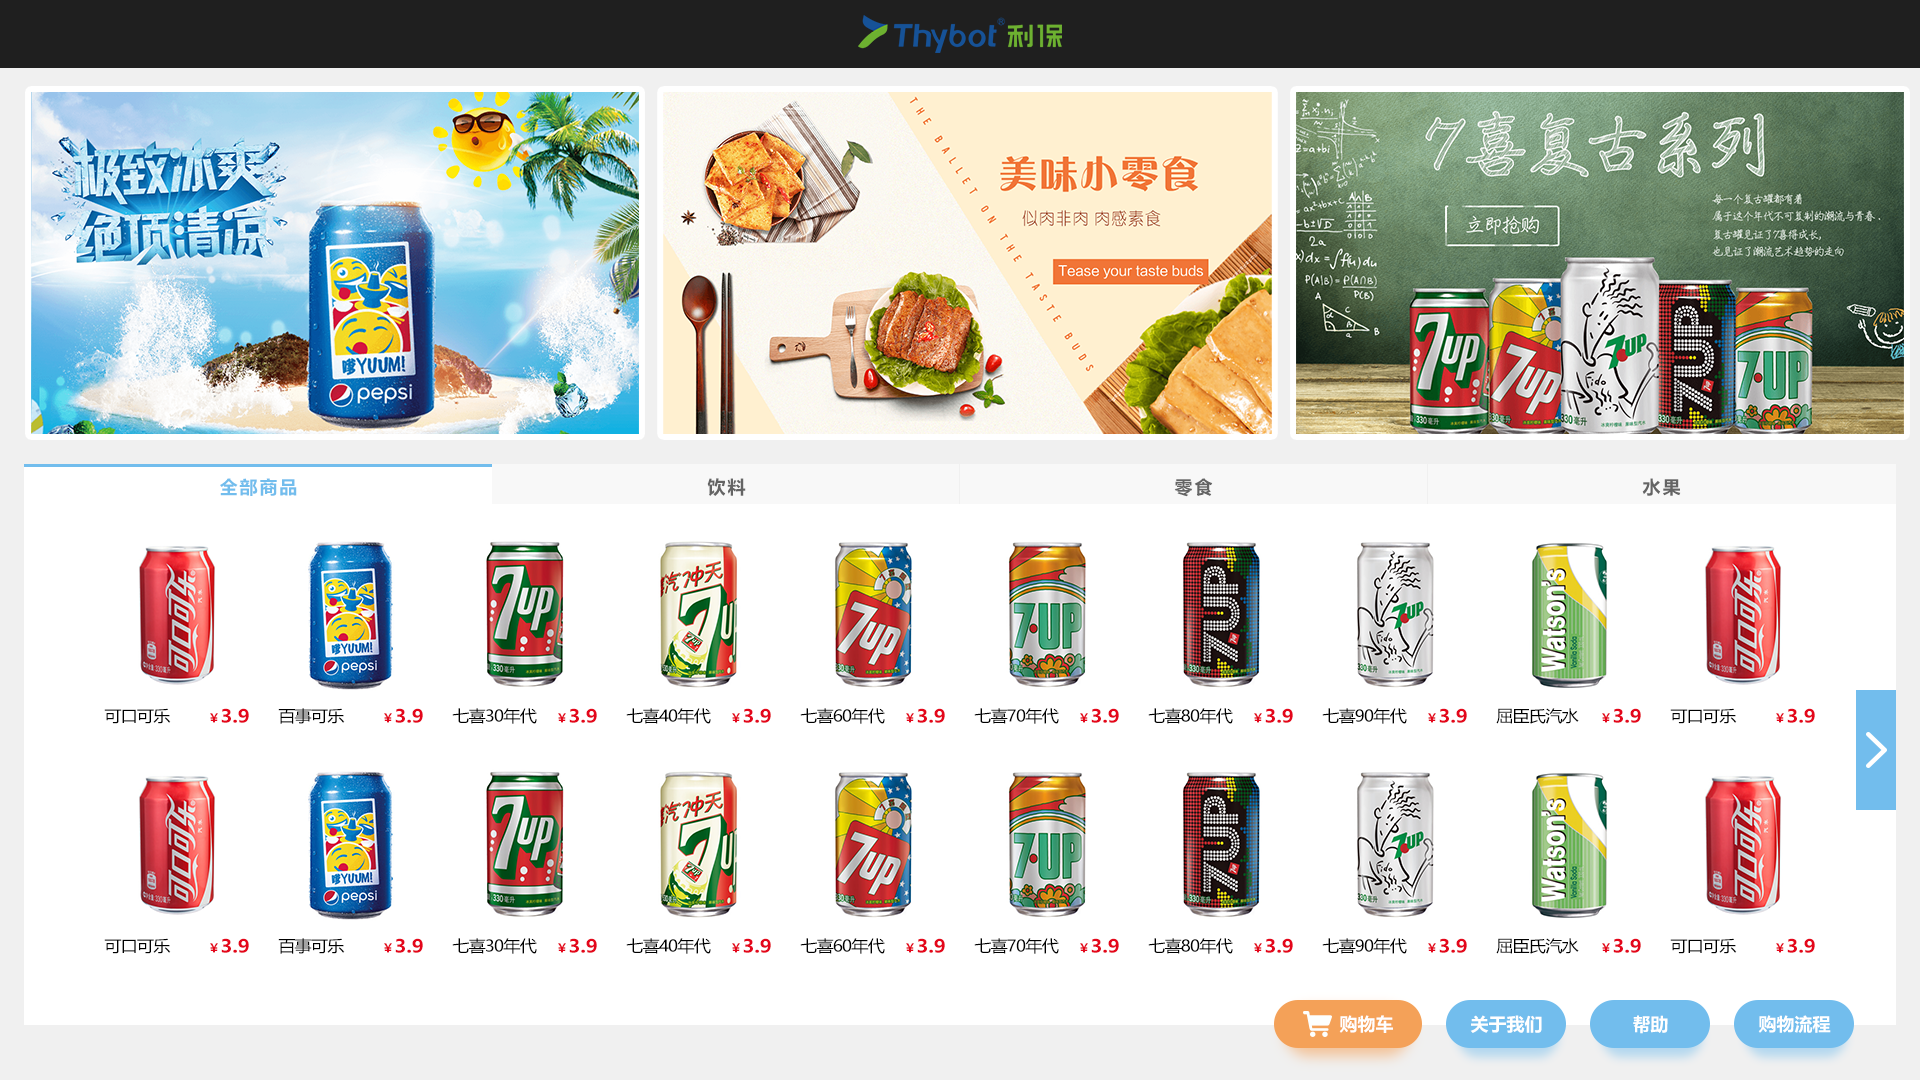 Thybot® 利保
极致冰爽
绝顶清凉
哆YUUM!
pepsi
THE BALLET ON THE TASTE BUDS
美味小零食
似肉非肉 肉感素食
Tease your taste buds
7喜复古系列
立即抢购
每一个复古罐都有着
属于这个年代不可复制的潮流与青春,
复古罐见证了7喜得成长,
也见证了潮流艺术趋势的走向
7up
7up
7UP
7UP
7UP
全部商品
饮料
零食
水果
可口可乐 ¥3.9
百事可乐 ¥3.9
七喜30年代 ¥3.9
七喜40年代 ¥3.9
七喜60年代 ¥3.9
七喜70年代 ¥3.9
七喜80年代 ¥3.9
七喜90年代 ¥3.9
屈臣氏汽水 ¥3.9
可口可乐 ¥3.9
可口可乐 ¥3.9
百事可乐 ¥3.9
七喜30年代 ¥3.9
七喜40年代 ¥3.9
七喜60年代 ¥3.9
七喜70年代 ¥3.9
七喜80年代 ¥3.9
七喜90年代 ¥3.9
屈臣氏汽水 ¥3.9
可口可乐 ¥3.9
购物车
关于我们
帮助
购物流程